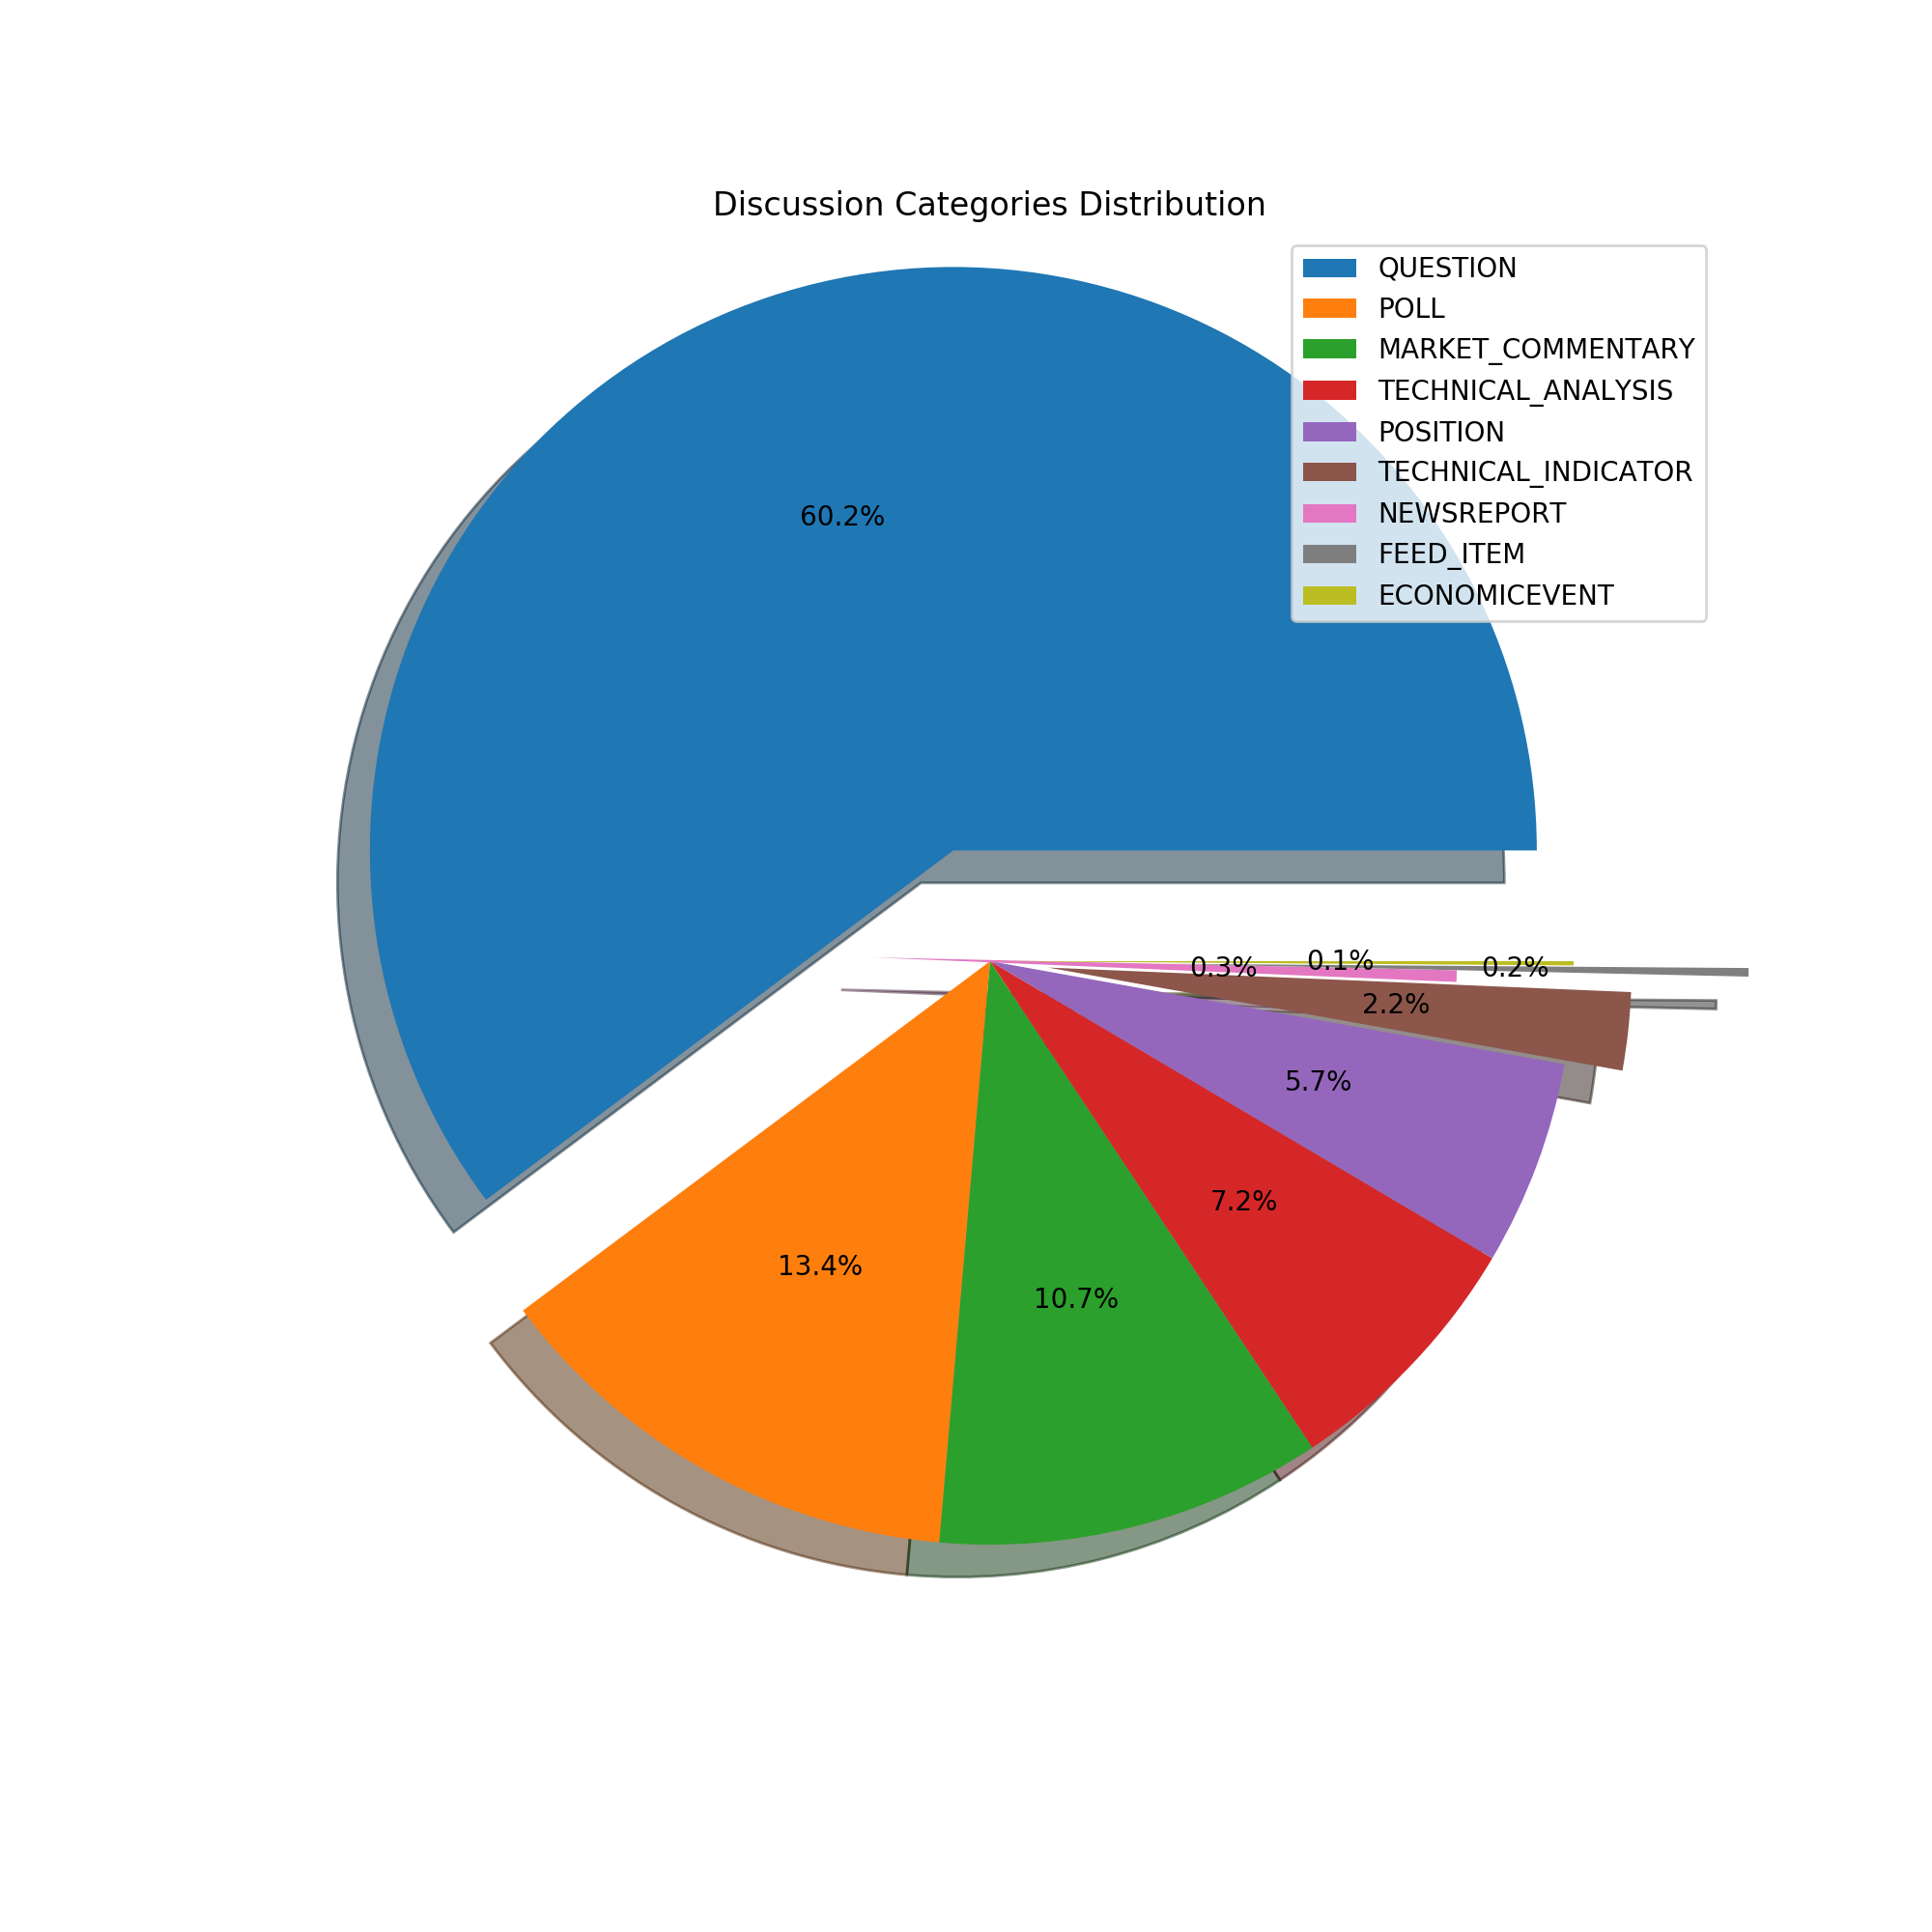 Discussion Categories Distribution
QUESTION
POLL
MARKET_COMMENTARY
TECHNICAL_ANALYSIS
POSITION
TECHNICAL_INDICATOR
NEWSREPORT
FEED_ITEM
ECONOMICEVENT
60.2%
0.3%
0.1%
0.2%
2.2%
5.7%
7.2%
13.4%
10.7%